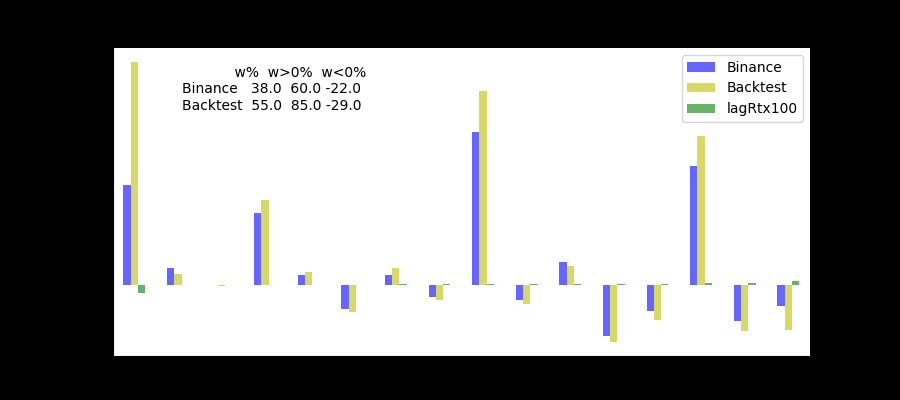 w% w>0% w<0%
Binance 38.0 60.0 -22.0
Backtest 55.0 85.0 -29.0
Binance
Backtest
lagRtx100